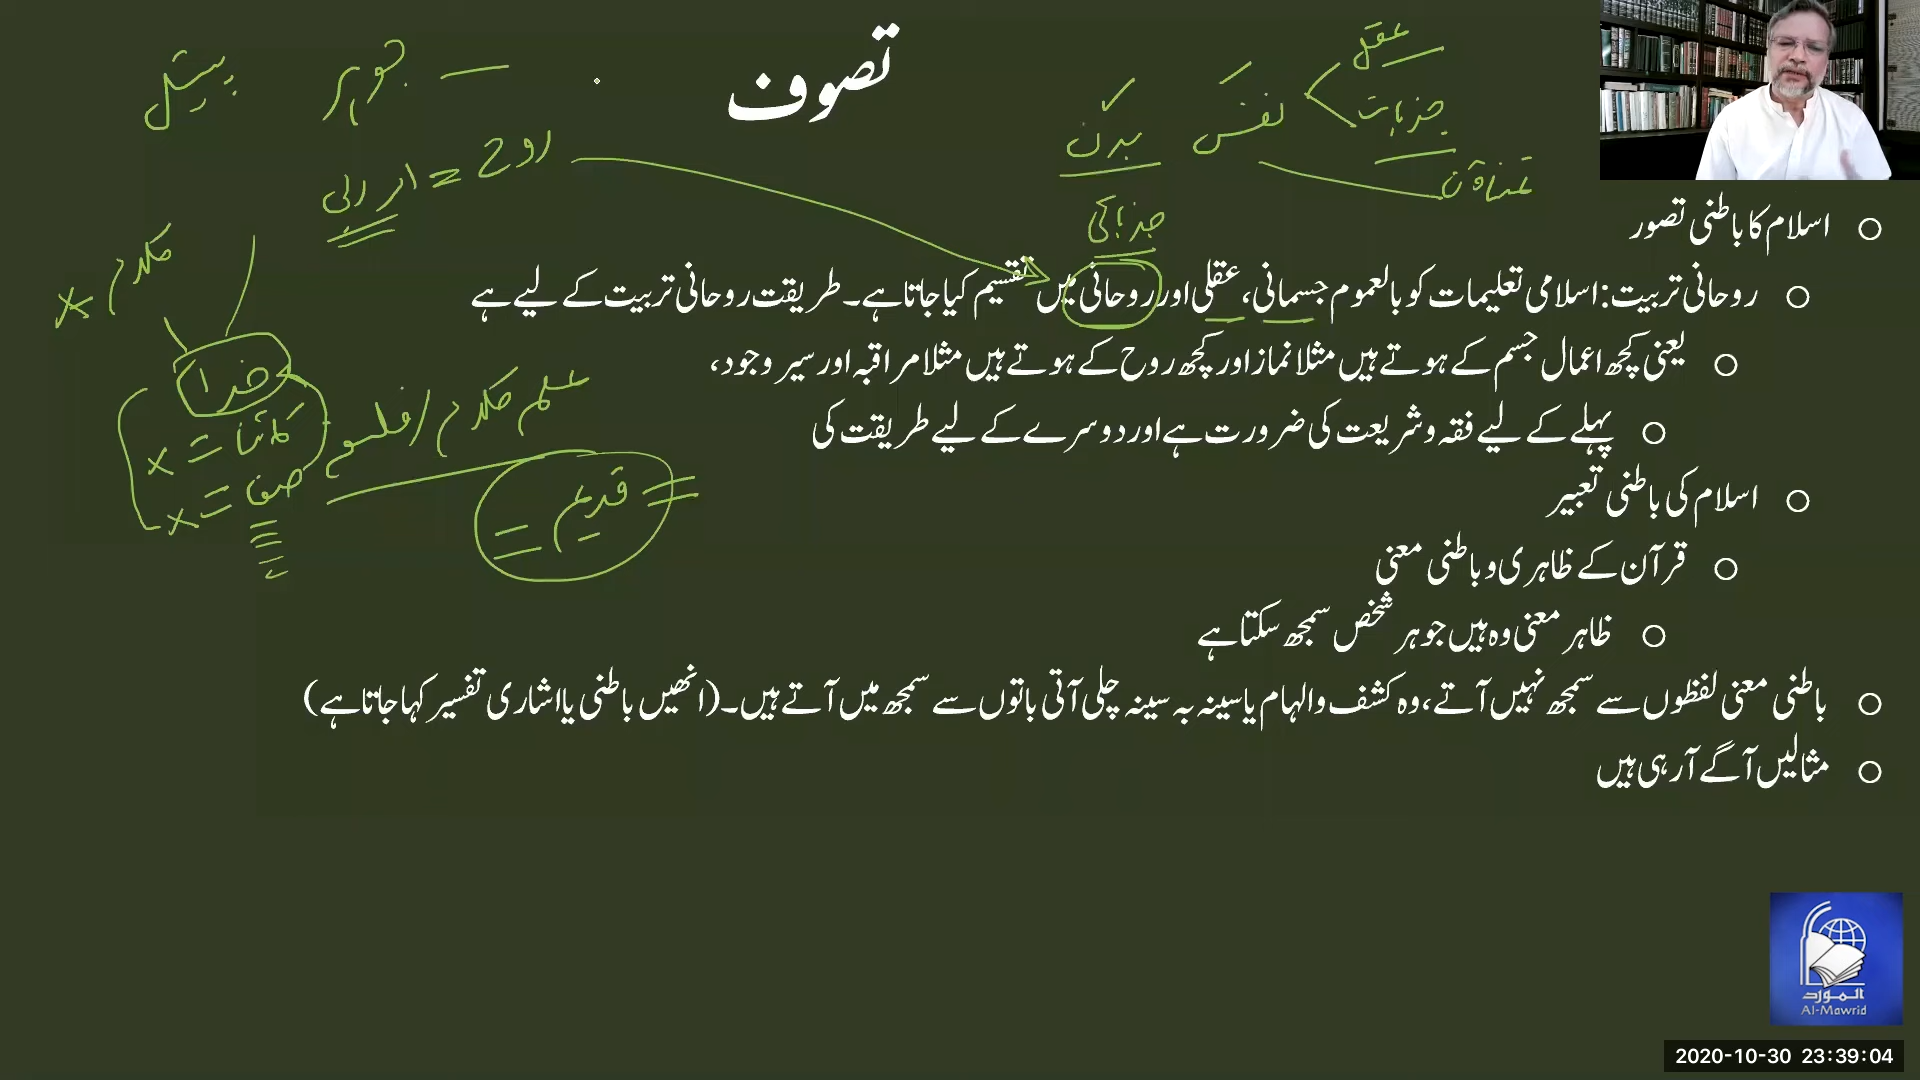 تصوف
پیتل
جوہر
روح = انرجی
بدن
نفس
عقل
جذبات
جذباتی
اسلام کا باطنی تصور
روحانی تربیت: اسلامی تعلیمات کو بالعموم جسمانی، عقلی اور روحانی میں تقسیم کیا جاتا ہے۔ طریقت روحانی تربیت کے لیے ہے
یعنی کچھ اعمال جسم کے ہوتے ہیں مثلا نماز اور کچھ روح کے ہوتے ہیں مثلا مراقبہ اور سیر وجود،
پہلے کے لیے فقہ و شریعت کی ضرورت ہے اور دوسرے کے لیے طریقت کی
اسلام کی باطنی تعبیر
قرآن کے ظاہری و باطنی معنی
ظاہر معنی وہ ہیں جو ہر شخص سمجھ سکتا ہے
باطنی معنی لفظوں سے سمجھ نہیں آتے، وہ کشف و الہام یا سینہ بہ سینہ چلی آتی باتوں سے سمجھ میں آتے ہیں۔ (انھیں باطنی یا اشاری تفسیر کہا جاتا ہے)
مثالیں آگے آ رہی ہیں
کلام
خدا
کائنات
علم کلام / فلسفہ
قدیم
المورد
Al-Mawrid
2020-10-30 23:39:04